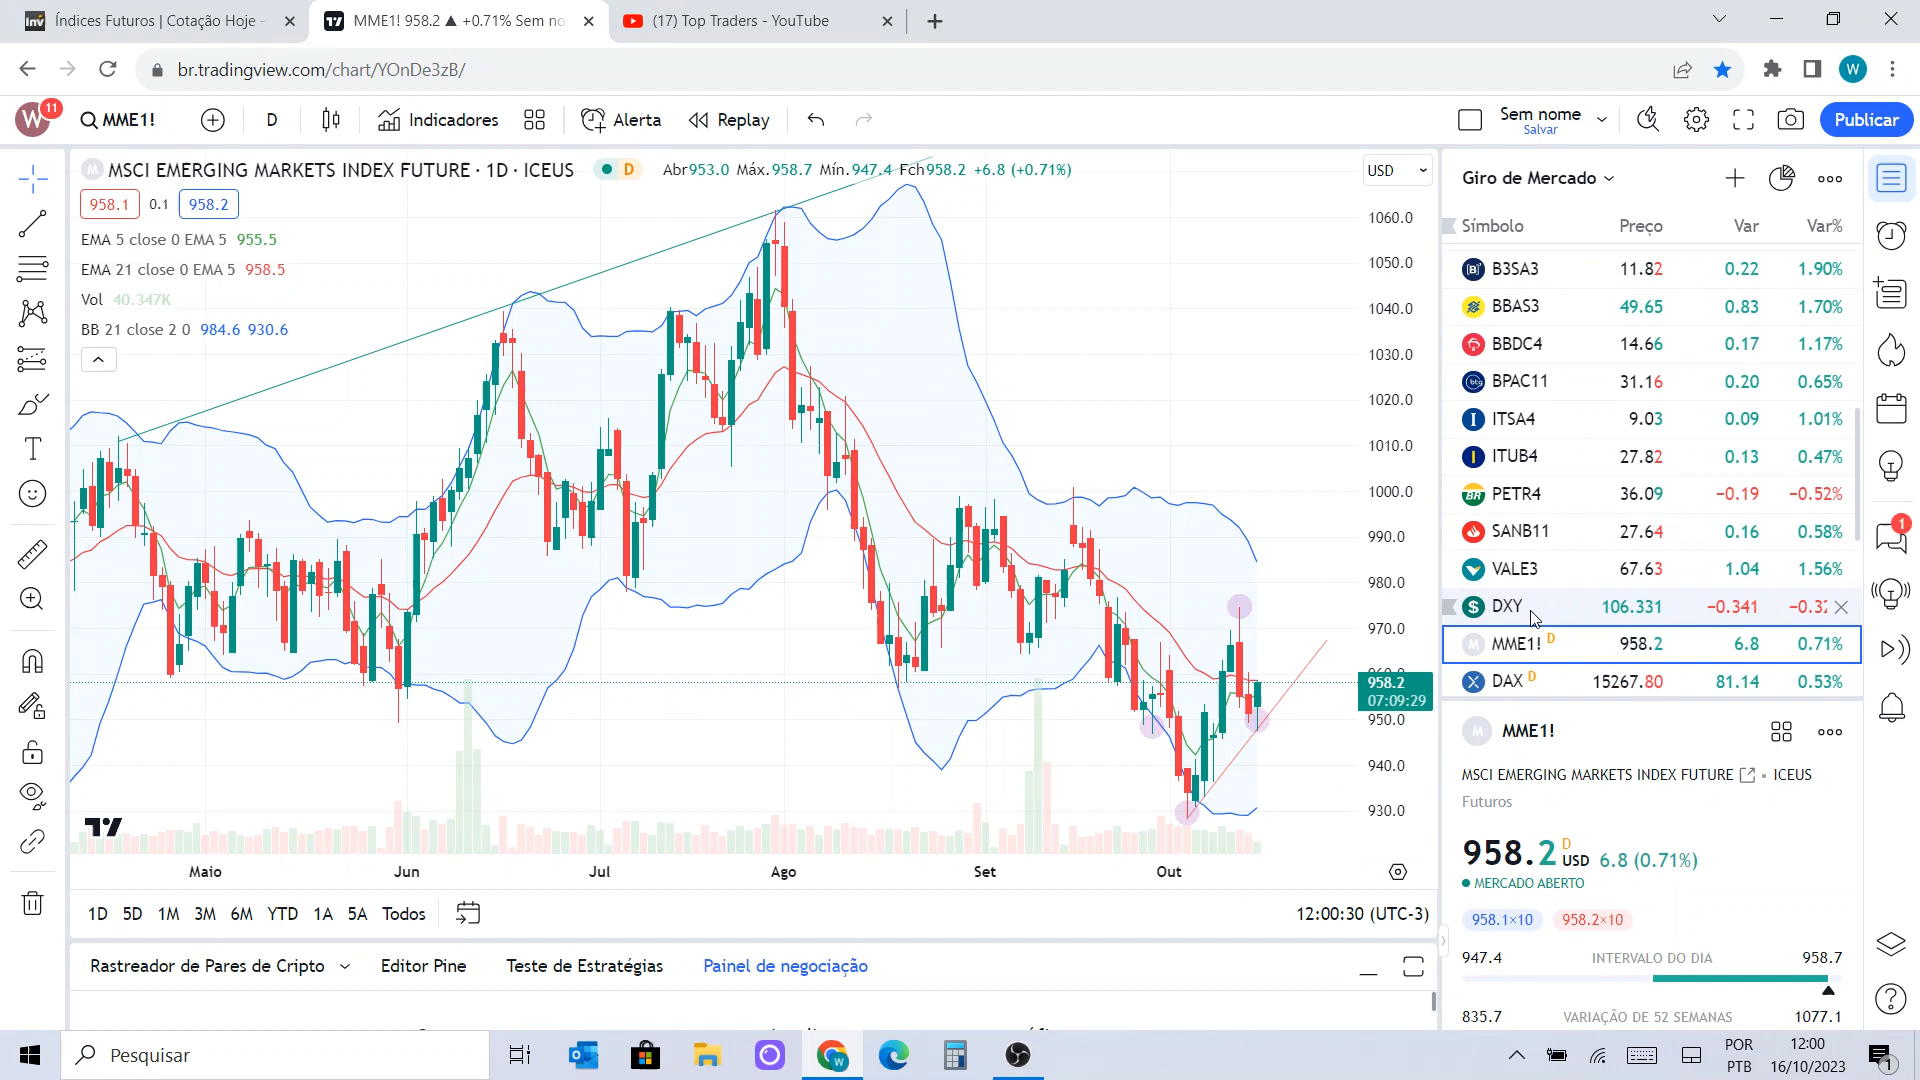 Índices Futuros | Cotação Hoje -
MME1! 958.2 ▲ +0.71% Sem no
(17) Top Traders - YouTube
br.tradingview.com/chart/YOnDe3zB/
W
W
11
MME1!
D
Indicadores
Alerta
Replay
Sem nome
Salvar
Publicar
M MSCI EMERGING MARKETS INDEX FUTURE · 1D · ICEUS
D
Abr953.0 Máx.958.7 Mín.947.4 Fch958.2 +6.8 (+0.71%)
958.1
0.1
958.2
EMA 5 close 0 EMA 5 955.5
EMA 21 close 0 EMA 5 958.5
Vol 40.347K
BB 21 close 2 0 984.6 930.6
USD
1060.0
1050.0
1040.0
1030.0
1020.0
1010.0
1000.0
990.0
980.0
970.0
958.2
07:09:29
950.0
940.0
930.0
Maio
Jun
Jul
Ago
Set
Out
1D 5D 1M 3M 6M YTD 1A 5A Todos
12:00:30 (UTC-3)
Rastreador de Pares de Cripto
Editor Pine
Teste de Estratégias
Painel de negociação
Giro de Mercado
Símbolo Preço Var Var%
B3SA3 11.82 0.22 1.90%
BBAS3 49.65 0.83 1.70%
BBDC4 14.66 0.17 1.17%
BPAC11 31.16 0.20 0.65%
ITSA4 9.03 0.09 1.01%
ITUB4 27.82 0.13 0.47%
PETR4 36.09 −0.19 −0.52%
SANB11 27.64 0.16 0.58%
VALE3 67.63 1.04 1.56%
DXY 106.331 −0.341 −0.32
MME1! D 958.2 6.8 0.71%
DAX D 15267.80 81.14 0.53%
M MME1!
MSCI EMERGING MARKETS INDEX FUTURE • ICEUS
Futuros
958.2 D USD 6.8 (0.71%)
MERCADO ABERTO
958.1×10 958.2×10
947.4 INTERVALO DO DIA 958.7
835.7 VARIAÇÃO DE 52 SEMANAS 1077.1
1
Pesquisar
POR
PTB
12:00
16/10/2023
1